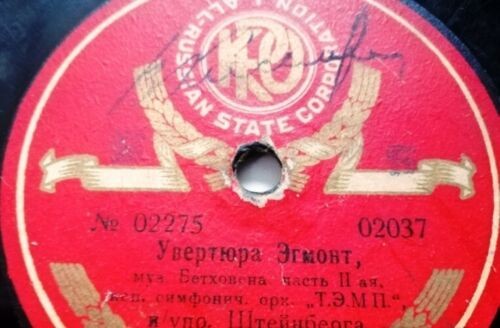 ALL-RUSSIAN STATE CORPORATION
№ 02275 02037
Увертюра Эгмонт,
муз. Бетховена часть II ая,
исп. симфонич. орк. „Т.Э.М П.“,
п/упр. Штейнберга